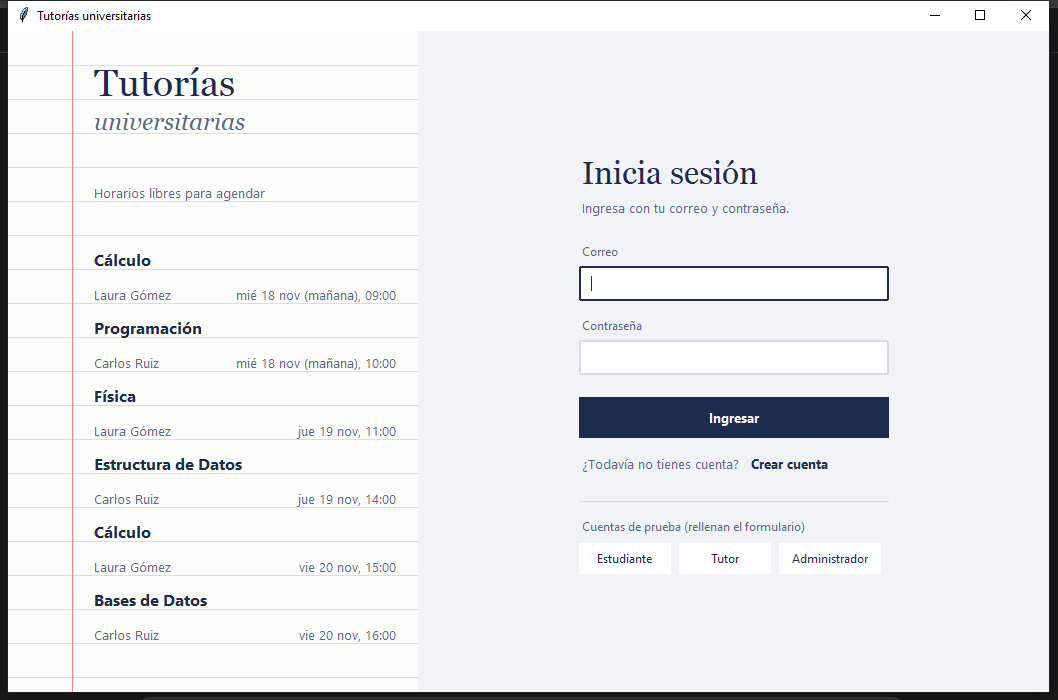 Tutorías universitarias
Tutorías
universitarias
Horarios libres para agendar
Cálculo
Laura Gómez mié 18 nov (mañana), 09:00
Programación
Carlos Ruiz mié 18 nov (mañana), 10:00
Física
Laura Gómez jue 19 nov, 11:00
Estructura de Datos
Carlos Ruiz jue 19 nov, 14:00
Cálculo
Laura Gómez vie 20 nov, 15:00
Bases de Datos
Carlos Ruiz vie 20 nov, 16:00
Inicia sesión
Ingresa con tu correo y contraseña.
Correo
Contraseña
Ingresar
¿Todavía no tienes cuenta? Crear cuenta
Cuentas de prueba (rellenan el formulario)
Estudiante Tutor Administrador